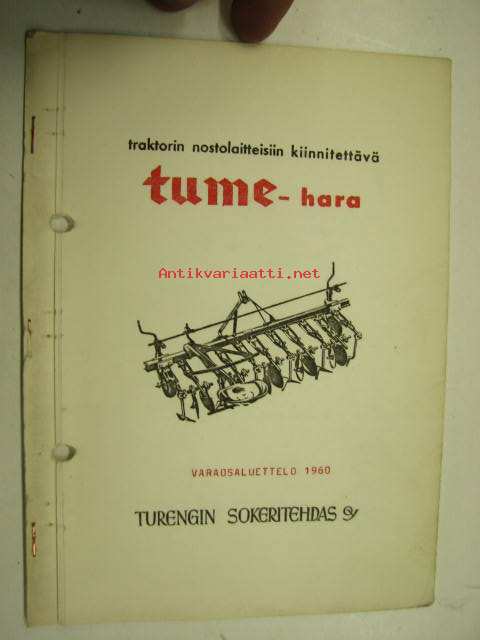 traktorin nostolaitteisiin kiinnitettävä
tume - hara
Antikvariaatti.net
VARAOSALUETTELO 1960
TURENGIN SOKERITEHDAS OY